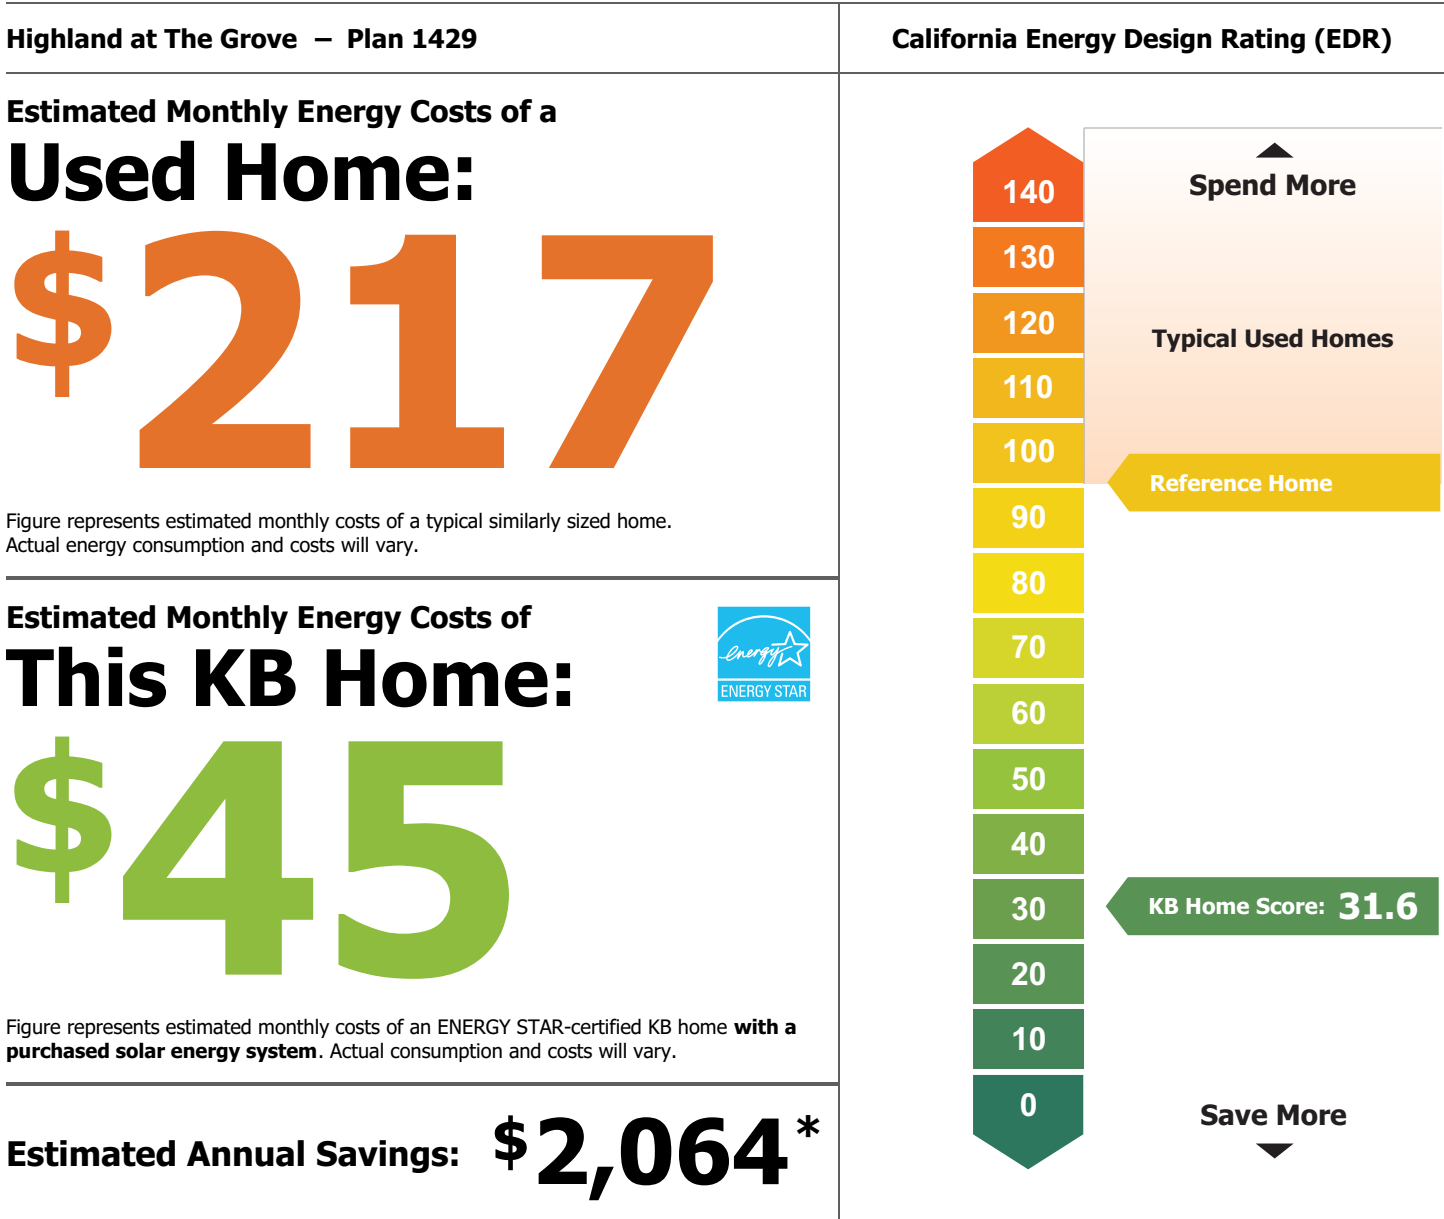 Highland at The Grove – Plan 1429
Estimated Monthly Energy Costs of a
Used Home:
$217
Figure represents estimated monthly costs of a typical similarly sized home.
Actual energy consumption and costs will vary.
Estimated Monthly Energy Costs of
This KB Home:
energy
ENERGY STAR
$45
Figure represents estimated monthly costs of an ENERGY STAR-certified KB home with a
purchased solar energy system. Actual consumption and costs will vary.
Estimated Annual Savings: $2,064*
California Energy Design Rating (EDR)
140
Spend More
130
120
Typical Used Homes
110
100
Reference Home
90
80
70
60
50
40
30
KB Home Score: 31.6
20
10
0
Save More